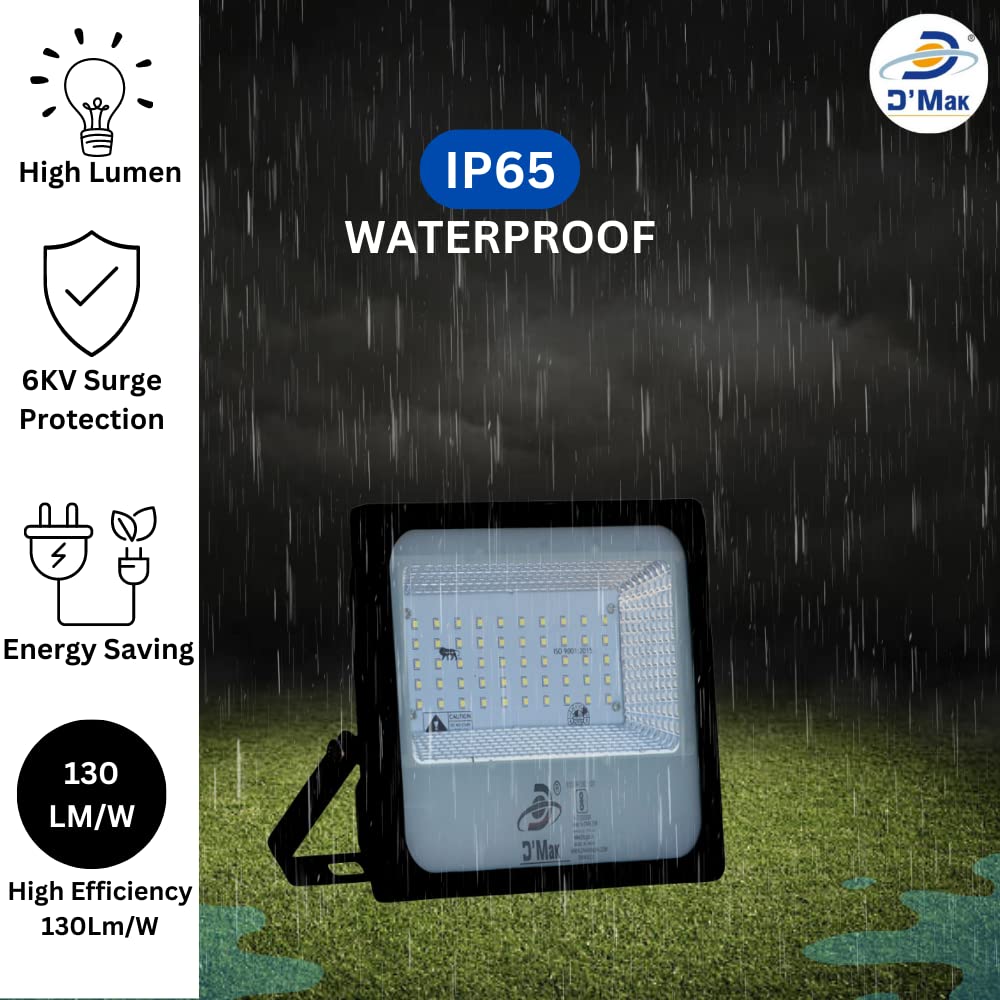 High Lumen
6KV Surge
Protection
Energy Saving
130
LM/W
High Efficiency
130Lm/W
®
D'Mak
IP65
WATERPROOF
ISO 9001:2015
CAUTION
®
D'Mak